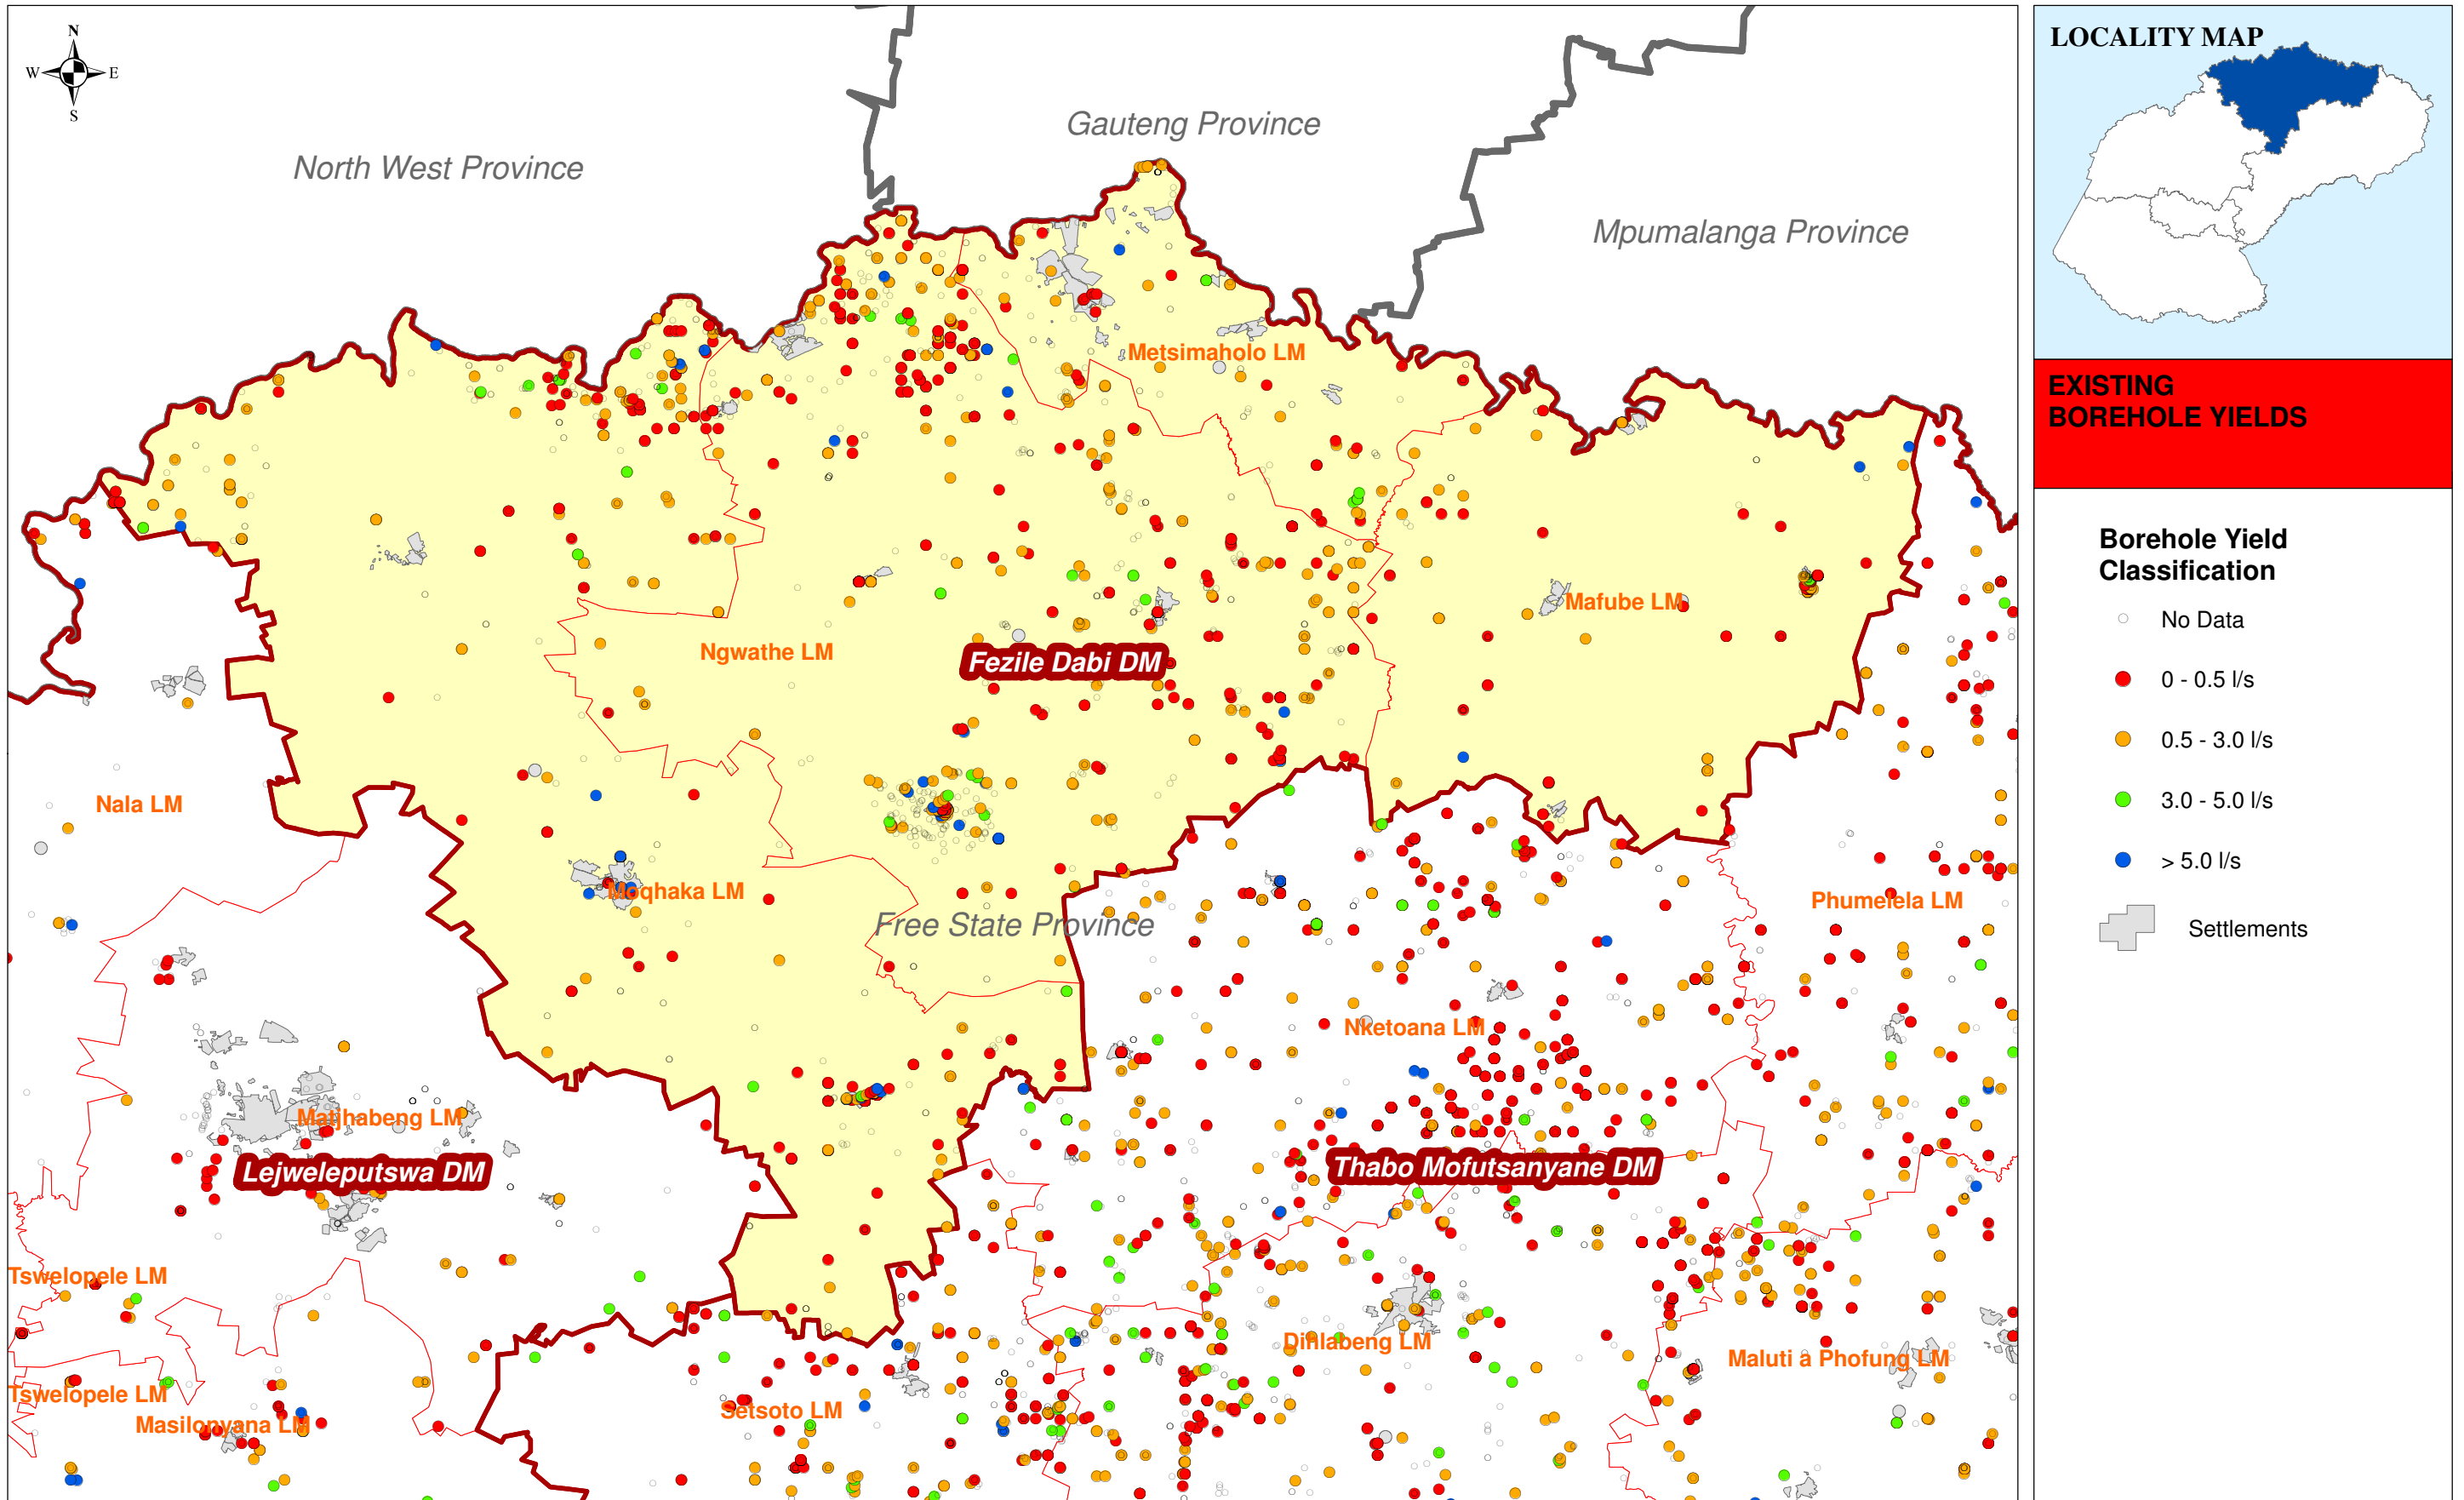 N
W E
S
North West Province
Gauteng Province
Mpumalanga Province
Metsimaholo LM
Mafube LM
Ngwathe LM
Fezile Dabi DM
Nala LM
Moqhaka LM
Free State Province
Phumelela LM
Nketoana LM
Matjhabeng LM
Lejweleputswa DM
Thabo Mofutsanyane DM
Tswelopele LM
Dihlabeng LM
Maluti a Phofung LM
Tswelopele LM
Setsoto LM
Masilonyana LM
LOCALITY MAP
EXISTING
BOREHOLE YIELDS
Borehole Yield
Classification
No Data
0 - 0.5 l/s
0.5 - 3.0 l/s
3.0 - 5.0 l/s
> 5.0 l/s
Settlements